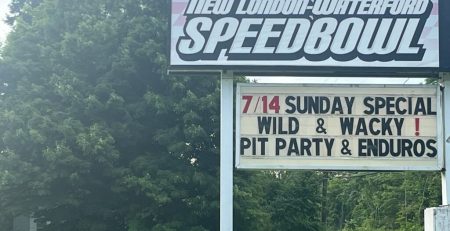 NEW LONDON-WATERFORD
SPEEDBOWL
7/14 SUNDAY SPECIAL
WILD & WACKY !
PIT PARTY & ENDUROS